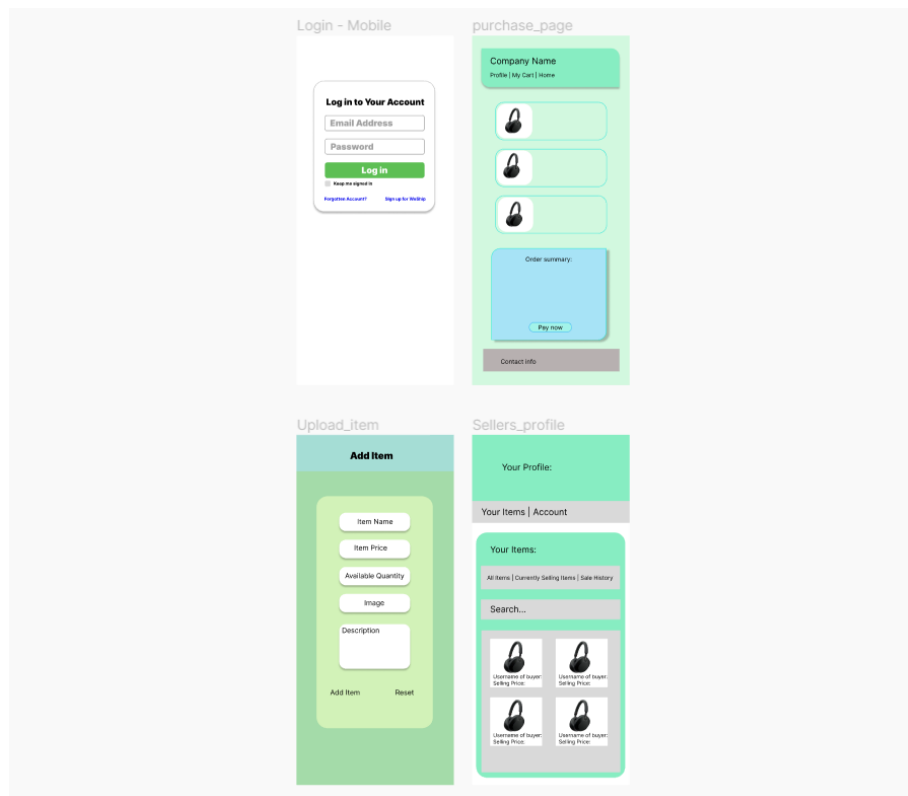 Login - Mobile
Log in to Your Account
Email Address
Password
Log in
Keep me signed in
Forgotten Account?
Sign up for WeShip
purchase_page
Company Name
Profile | My Cart | Home
Order summary:
Pay now
Contact info
Upload_item
Add Item
Item Name
Item Price
Available Quantity
Image
Description
Add Item
Reset
Sellers_profile
Your Profile:
Your Items | Account
Your Items:
All Items | Currently Selling Items | Sale History
Search...
Username of buyer:
Selling Price:
Username of buyer:
Selling Price:
Username of buyer:
Selling Price:
Username of buyer:
Selling Price: